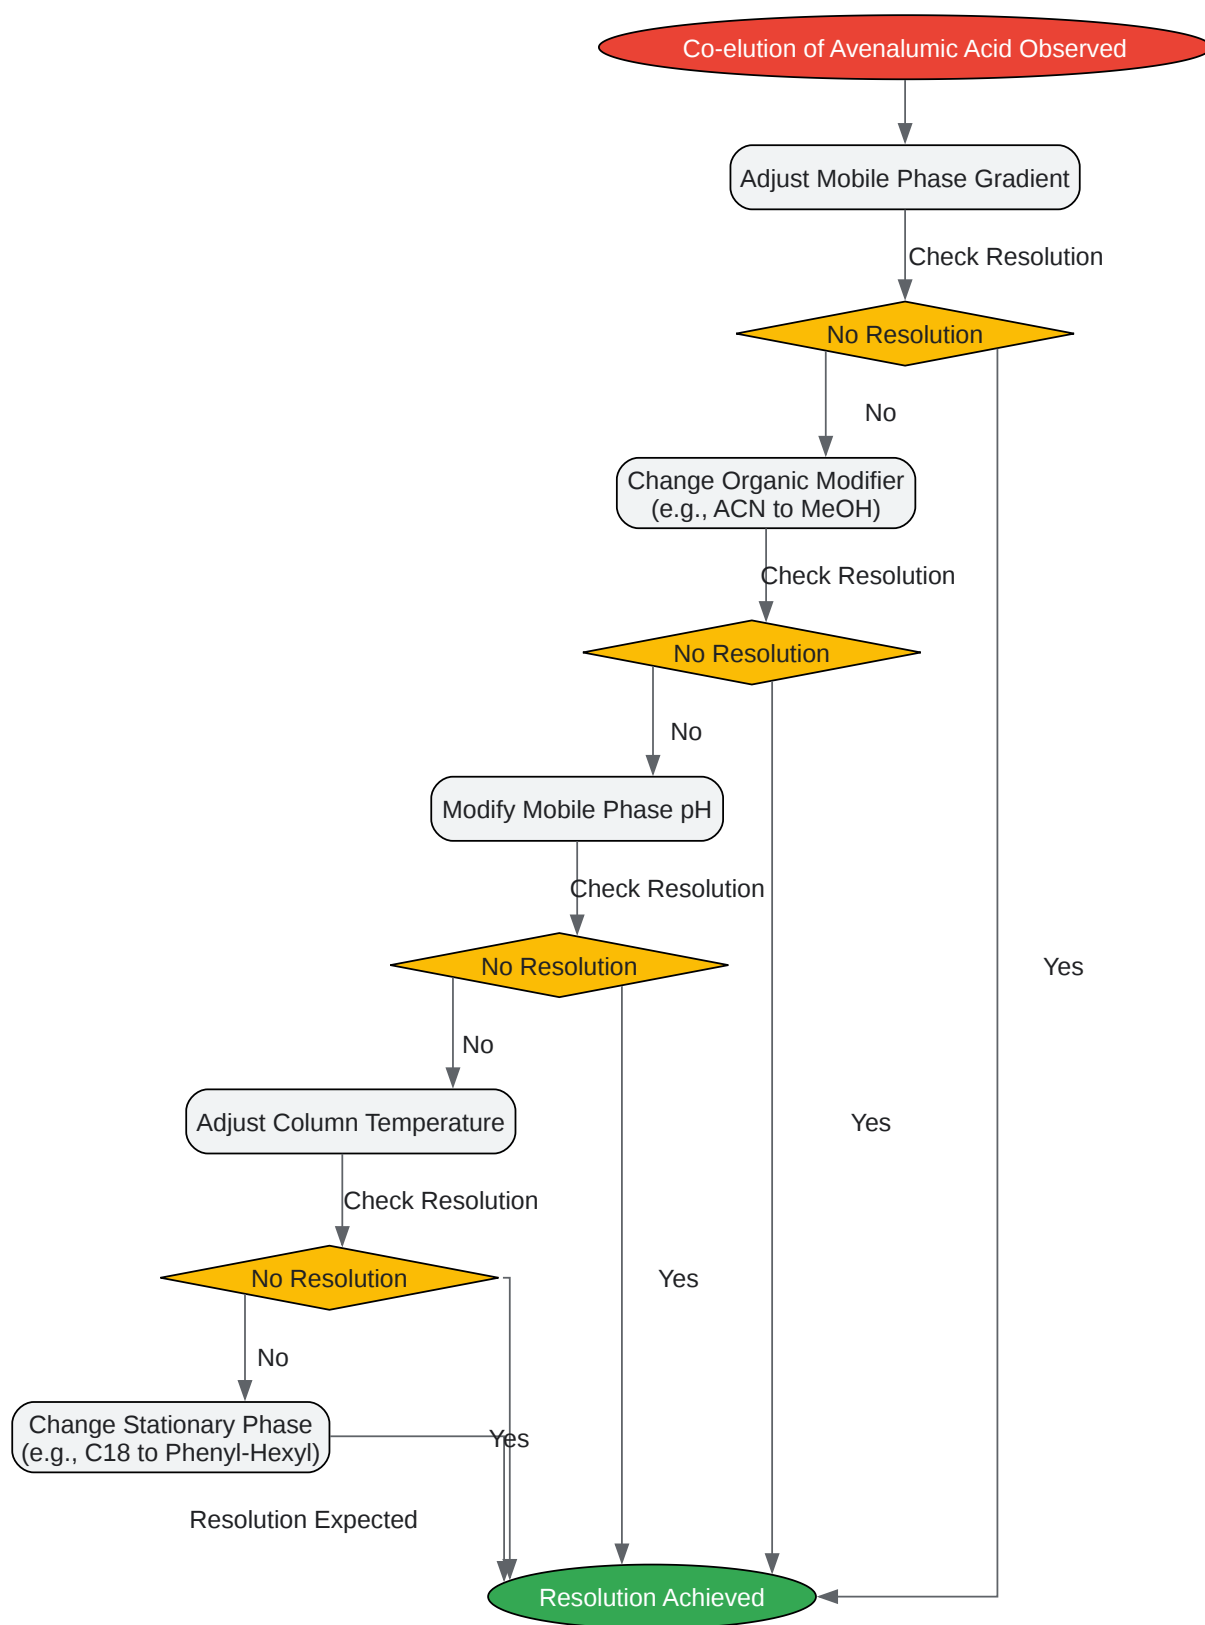 Co-elution of Avenalumic Acid Observed
Adjust Mobile Phase Gradient
Check Resolution
No Resolution
No
Change Organic Modifier
(e.g., ACN to MeOH)
Check Resolution
No Resolution
No
Modify Mobile Phase pH
Check Resolution
No Resolution
Yes
No
Adjust Column Temperature
Yes
Check Resolution
No Resolution
Yes
No
Change Stationary Phase
(e.g., C18 to Phenyl-Hexyl)
Yes
Resolution Expected
Resolution Achieved